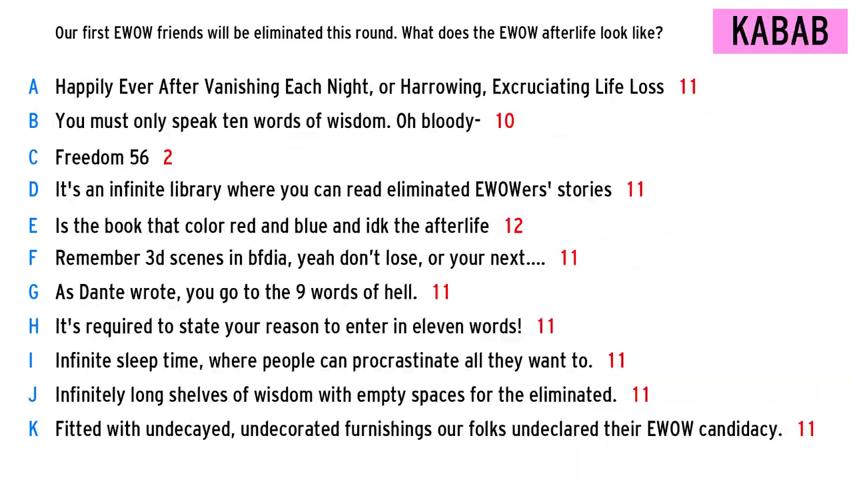 Our first EWOW friends will be eliminated this round. What does the EWOW afterlife look like?
KABAB
A Happily Ever After Vanishing Each Night, or Harrowing, Excruciating Life Loss 11
B You must only speak ten words of wisdom. Oh bloody- 10
C Freedom 56 2
D It's an infinite library where you can read eliminated EWOWers' stories 11
E Is the book that color red and blue and idk the afterlife 12
F Remember 3d scenes in bfdia, yeah don’t lose, or your next.... 11
G As Dante wrote, you go to the 9 words of hell. 11
H It's required to state your reason to enter in eleven words! 11
I Infinite sleep time, where people can procrastinate all they want to. 11
J Infinitely long shelves of wisdom with empty spaces for the eliminated. 11
K Fitted with undecayed, undecorated furnishings our folks undeclared their EWOW candidacy. 11